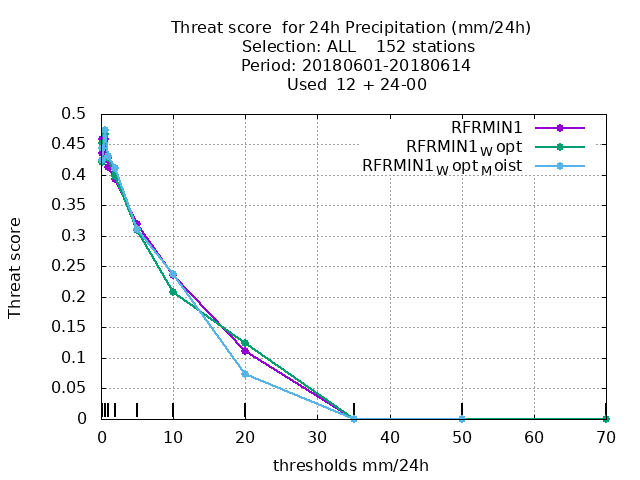 Threat score  for 24h Precipitation (mm/24h)
Selection: ALL    152 stations
Period: 20180601-20180614
Used  12 + 24-00
RFRMIN1
RFRMIN1Wopt
RFRMIN1WoptMoist
0.5
0.45
0.4
0.35
0.3
0.25
0.2
0.15
0.1
0.05
0
Threat score
0 10 20 30 40 50 60 70
thresholds mm/24h